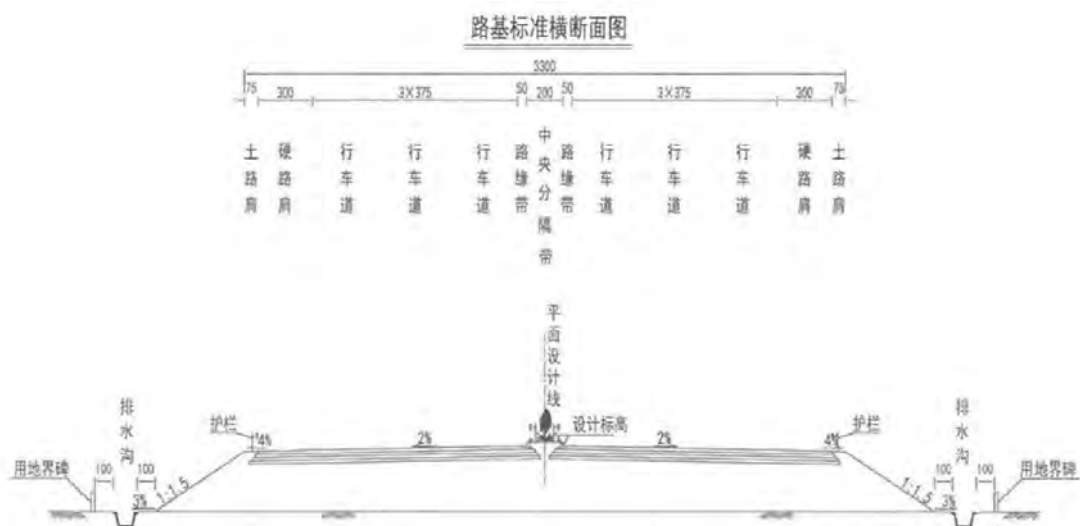 路基标准横断面图
3300
75 300 3×375 50 200 50 3×375 300 75
土路肩
硬路肩
行车道
行车道
行车道
路缘带
中央分隔带
路缘带
行车道
行车道
行车道
硬路肩
土路肩
平面设计线
排水沟
护栏
4%
2%
设计标高
2%
4%
护栏
排水沟
用地界碑
100
100
3%
1:1.5
1:1.5
3%
100
100
用地界碑